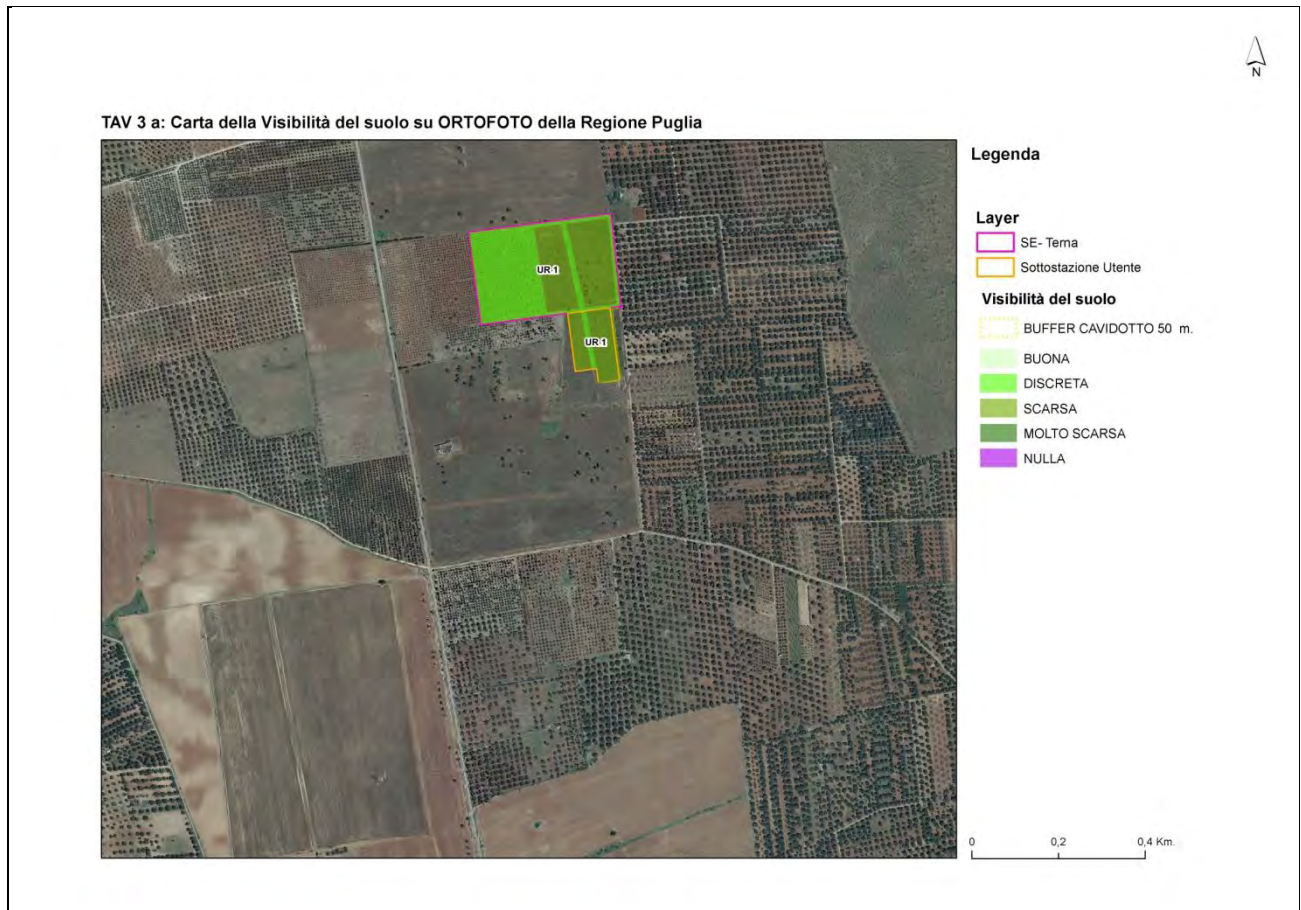 N
TAV 3 a: Carta della Visibilità del suolo su ORTOFOTO della Regione Puglia
UR 1
UR 1
Legenda
Layer
SE- Terna
Sottostazione Utente
Visibilità del suolo
BUFFER CAVIDOTTO 50 m.
BUONA
DISCRETA
SCARSA
MOLTO SCARSA
NULLA
0 0,2 0,4 Km.